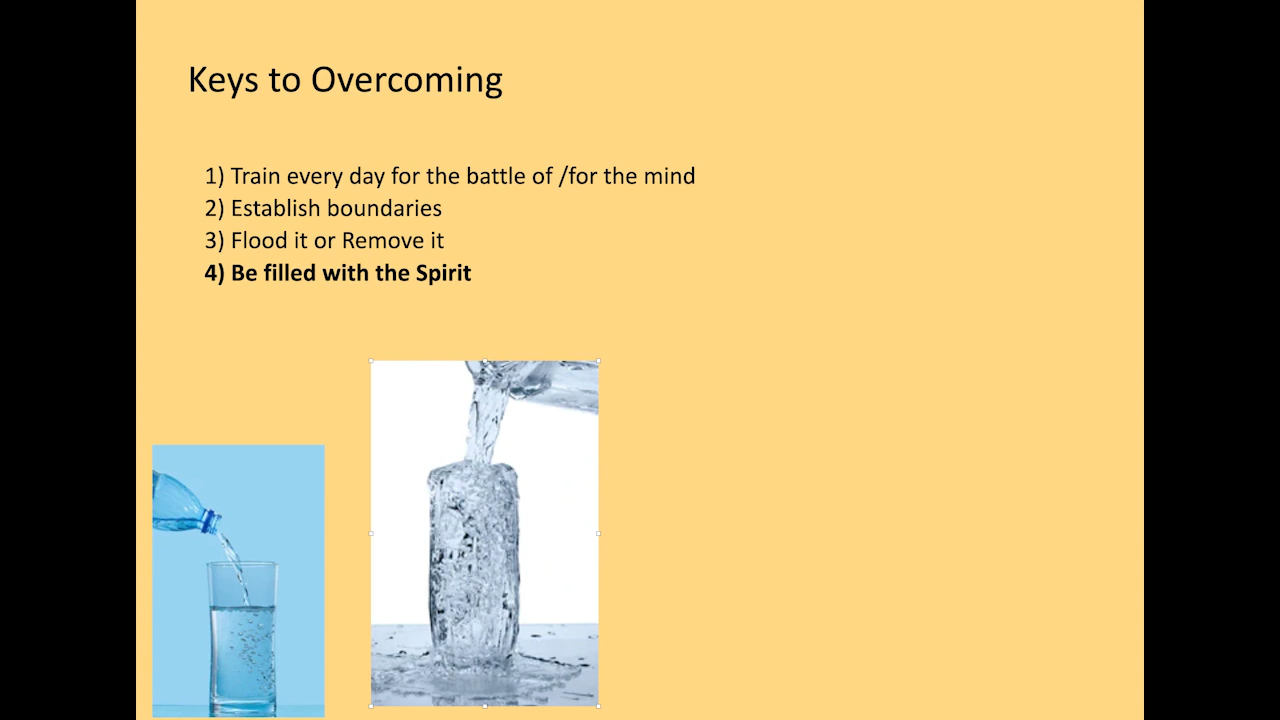 Keys to Overcoming
1) Train every day for the battle of /for the mind
2) Establish boundaries
3) Flood it or Remove it
4) Be filled with the Spirit